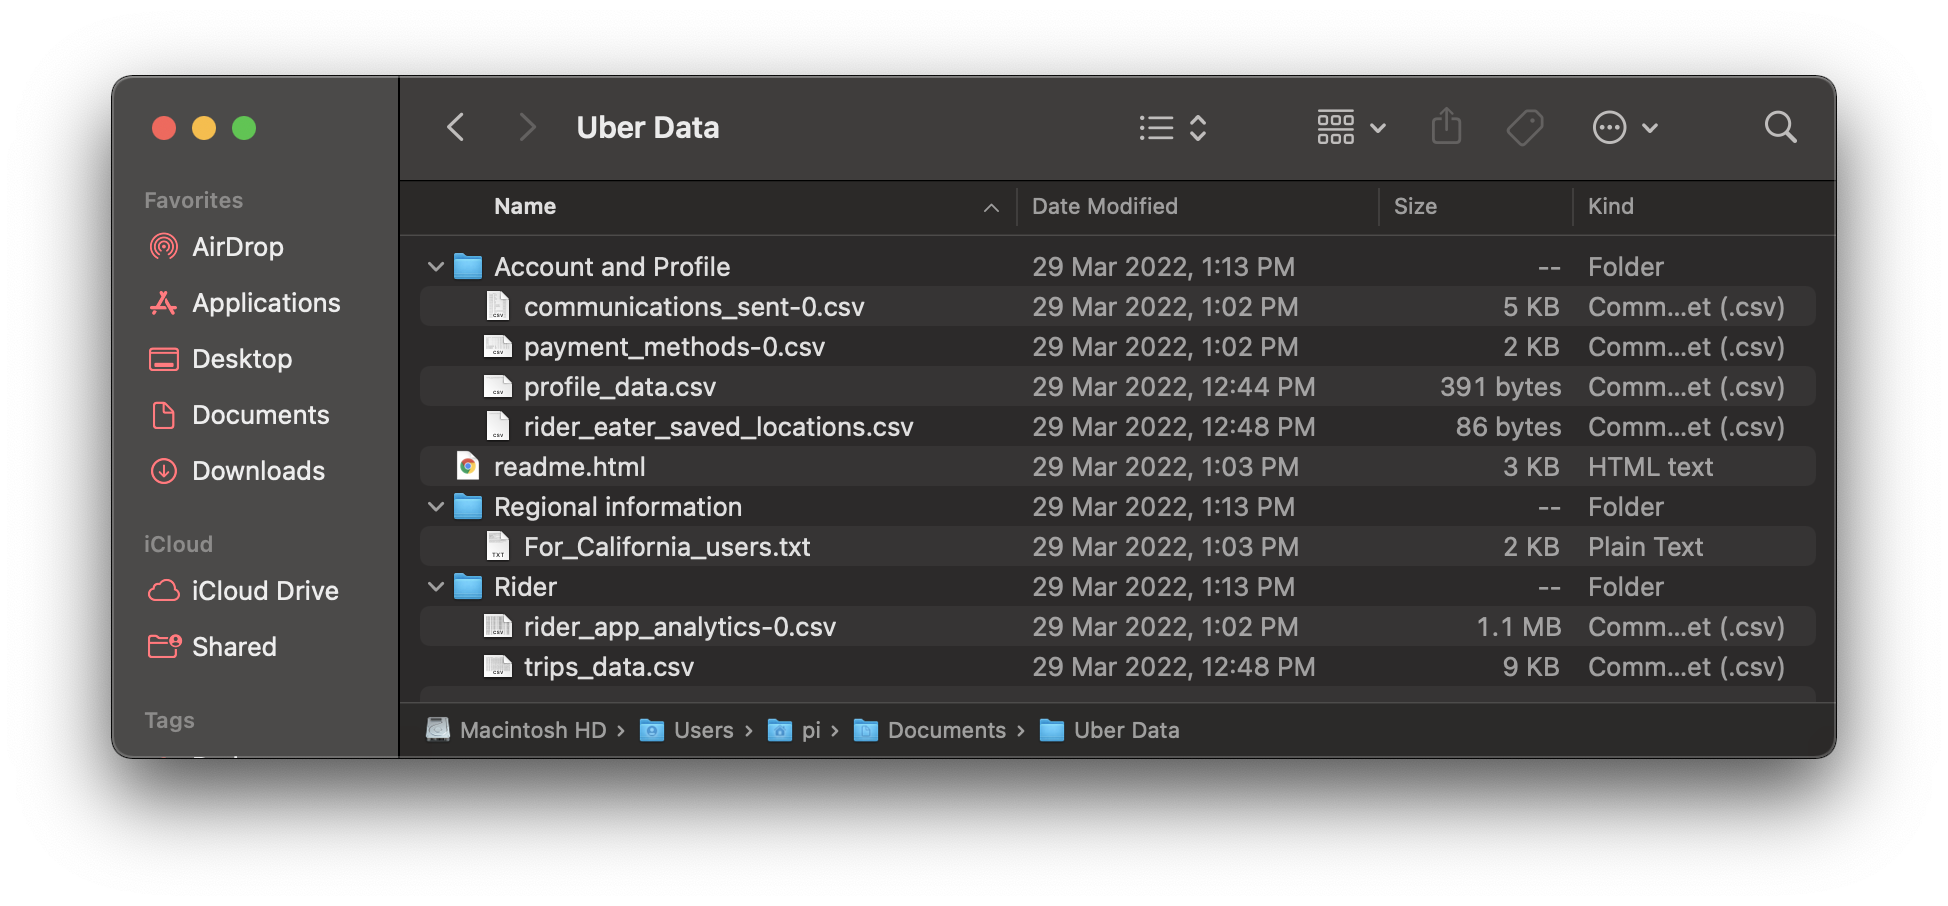 Uber Data
Favorites
AirDrop
Applications
Desktop
Documents
Downloads
iCloud
iCloud Drive
Shared
Tags
Name Date Modified Size Kind
Account and Profile 29 Mar 2022, 1:13 PM -- Folder
communications_sent-0.csv 29 Mar 2022, 1:02 PM 5 KB Comm...et (.csv)
payment_methods-0.csv 29 Mar 2022, 1:02 PM 2 KB Comm...et (.csv)
profile_data.csv 29 Mar 2022, 12:44 PM 391 bytes Comm...et (.csv)
rider_eater_saved_locations.csv 29 Mar 2022, 12:48 PM 86 bytes Comm...et (.csv)
readme.html 29 Mar 2022, 1:03 PM 3 KB HTML text
Regional information 29 Mar 2022, 1:13 PM -- Folder
For_California_users.txt 29 Mar 2022, 1:03 PM 2 KB Plain Text
Rider 29 Mar 2022, 1:13 PM -- Folder
rider_app_analytics-0.csv 29 Mar 2022, 1:02 PM 1.1 MB Comm...et (.csv)
trips_data.csv 29 Mar 2022, 12:48 PM 9 KB Comm...et (.csv)
Macintosh HD › Users › pi › Documents › Uber Data